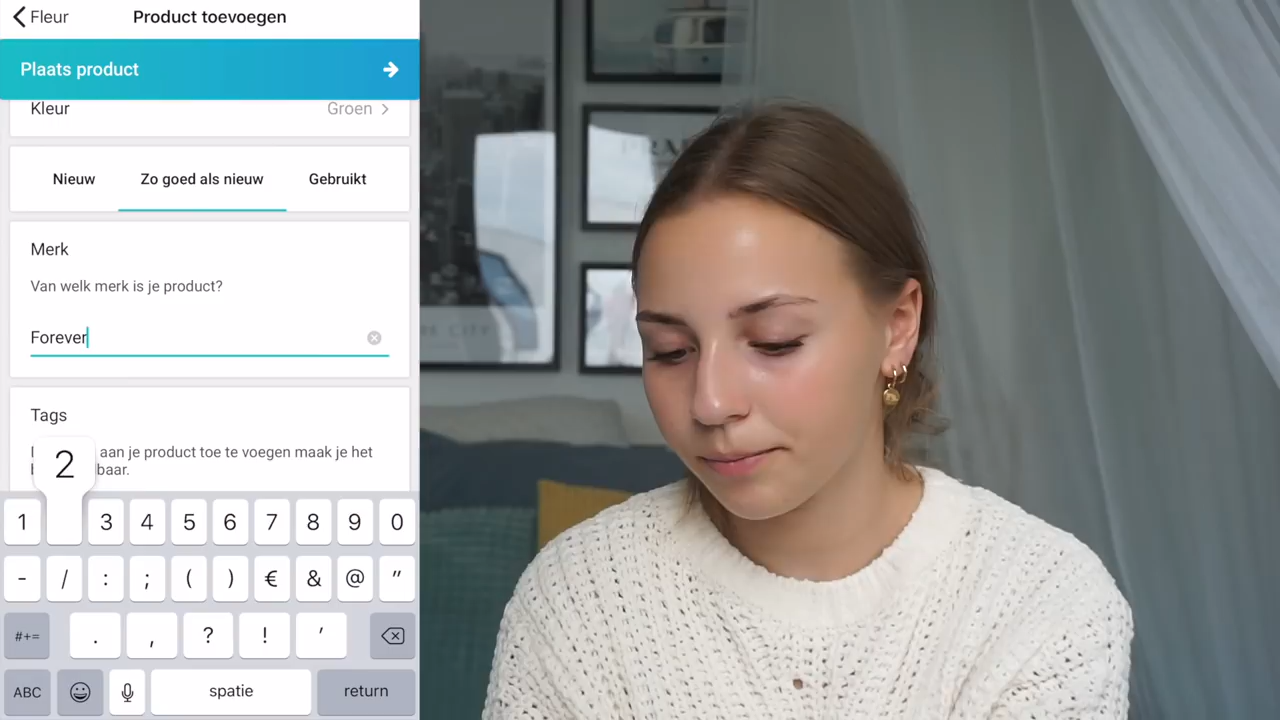 Fleur
Product toevoegen
Plaats product
Kleur
Groen
Nieuw
Zo goed als nieuw
Gebruikt
Merk
Van welk merk is je product?
Forever
Tags
aan je product toe te voegen maak je het
baar.
2
1 3 4 5 6 7 8 9 0
- / : ; ( ) € & @ "
#+= . , ? ! '
ABC spatie return